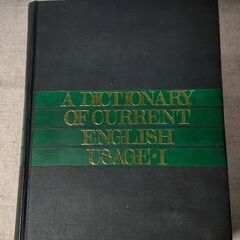 A DICTIONARY
OF CURRENT
ENGLISH
USAGE·I